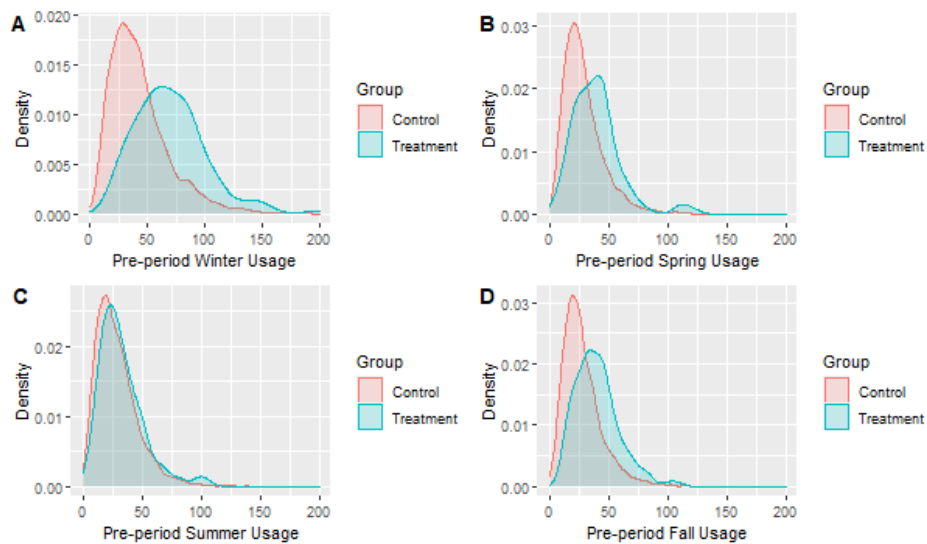 A
0.020
0.015
0.010
0.005
0.000
Density
0 50 100 150 200
Pre-period Winter Usage
Group
Control
Treatment
B
0.03
0.02
0.01
0.00
Density
0 50 100 150 200
Pre-period Spring Usage
Group
Control
Treatment
C
0.02
0.01
0.00
Density
0 50 100 150 200
Pre-period Summer Usage
Group
Control
Treatment
D
0.03
0.02
0.01
0.00
Density
0 50 100 150 200
Pre-period Fall Usage
Group
Control
Treatment